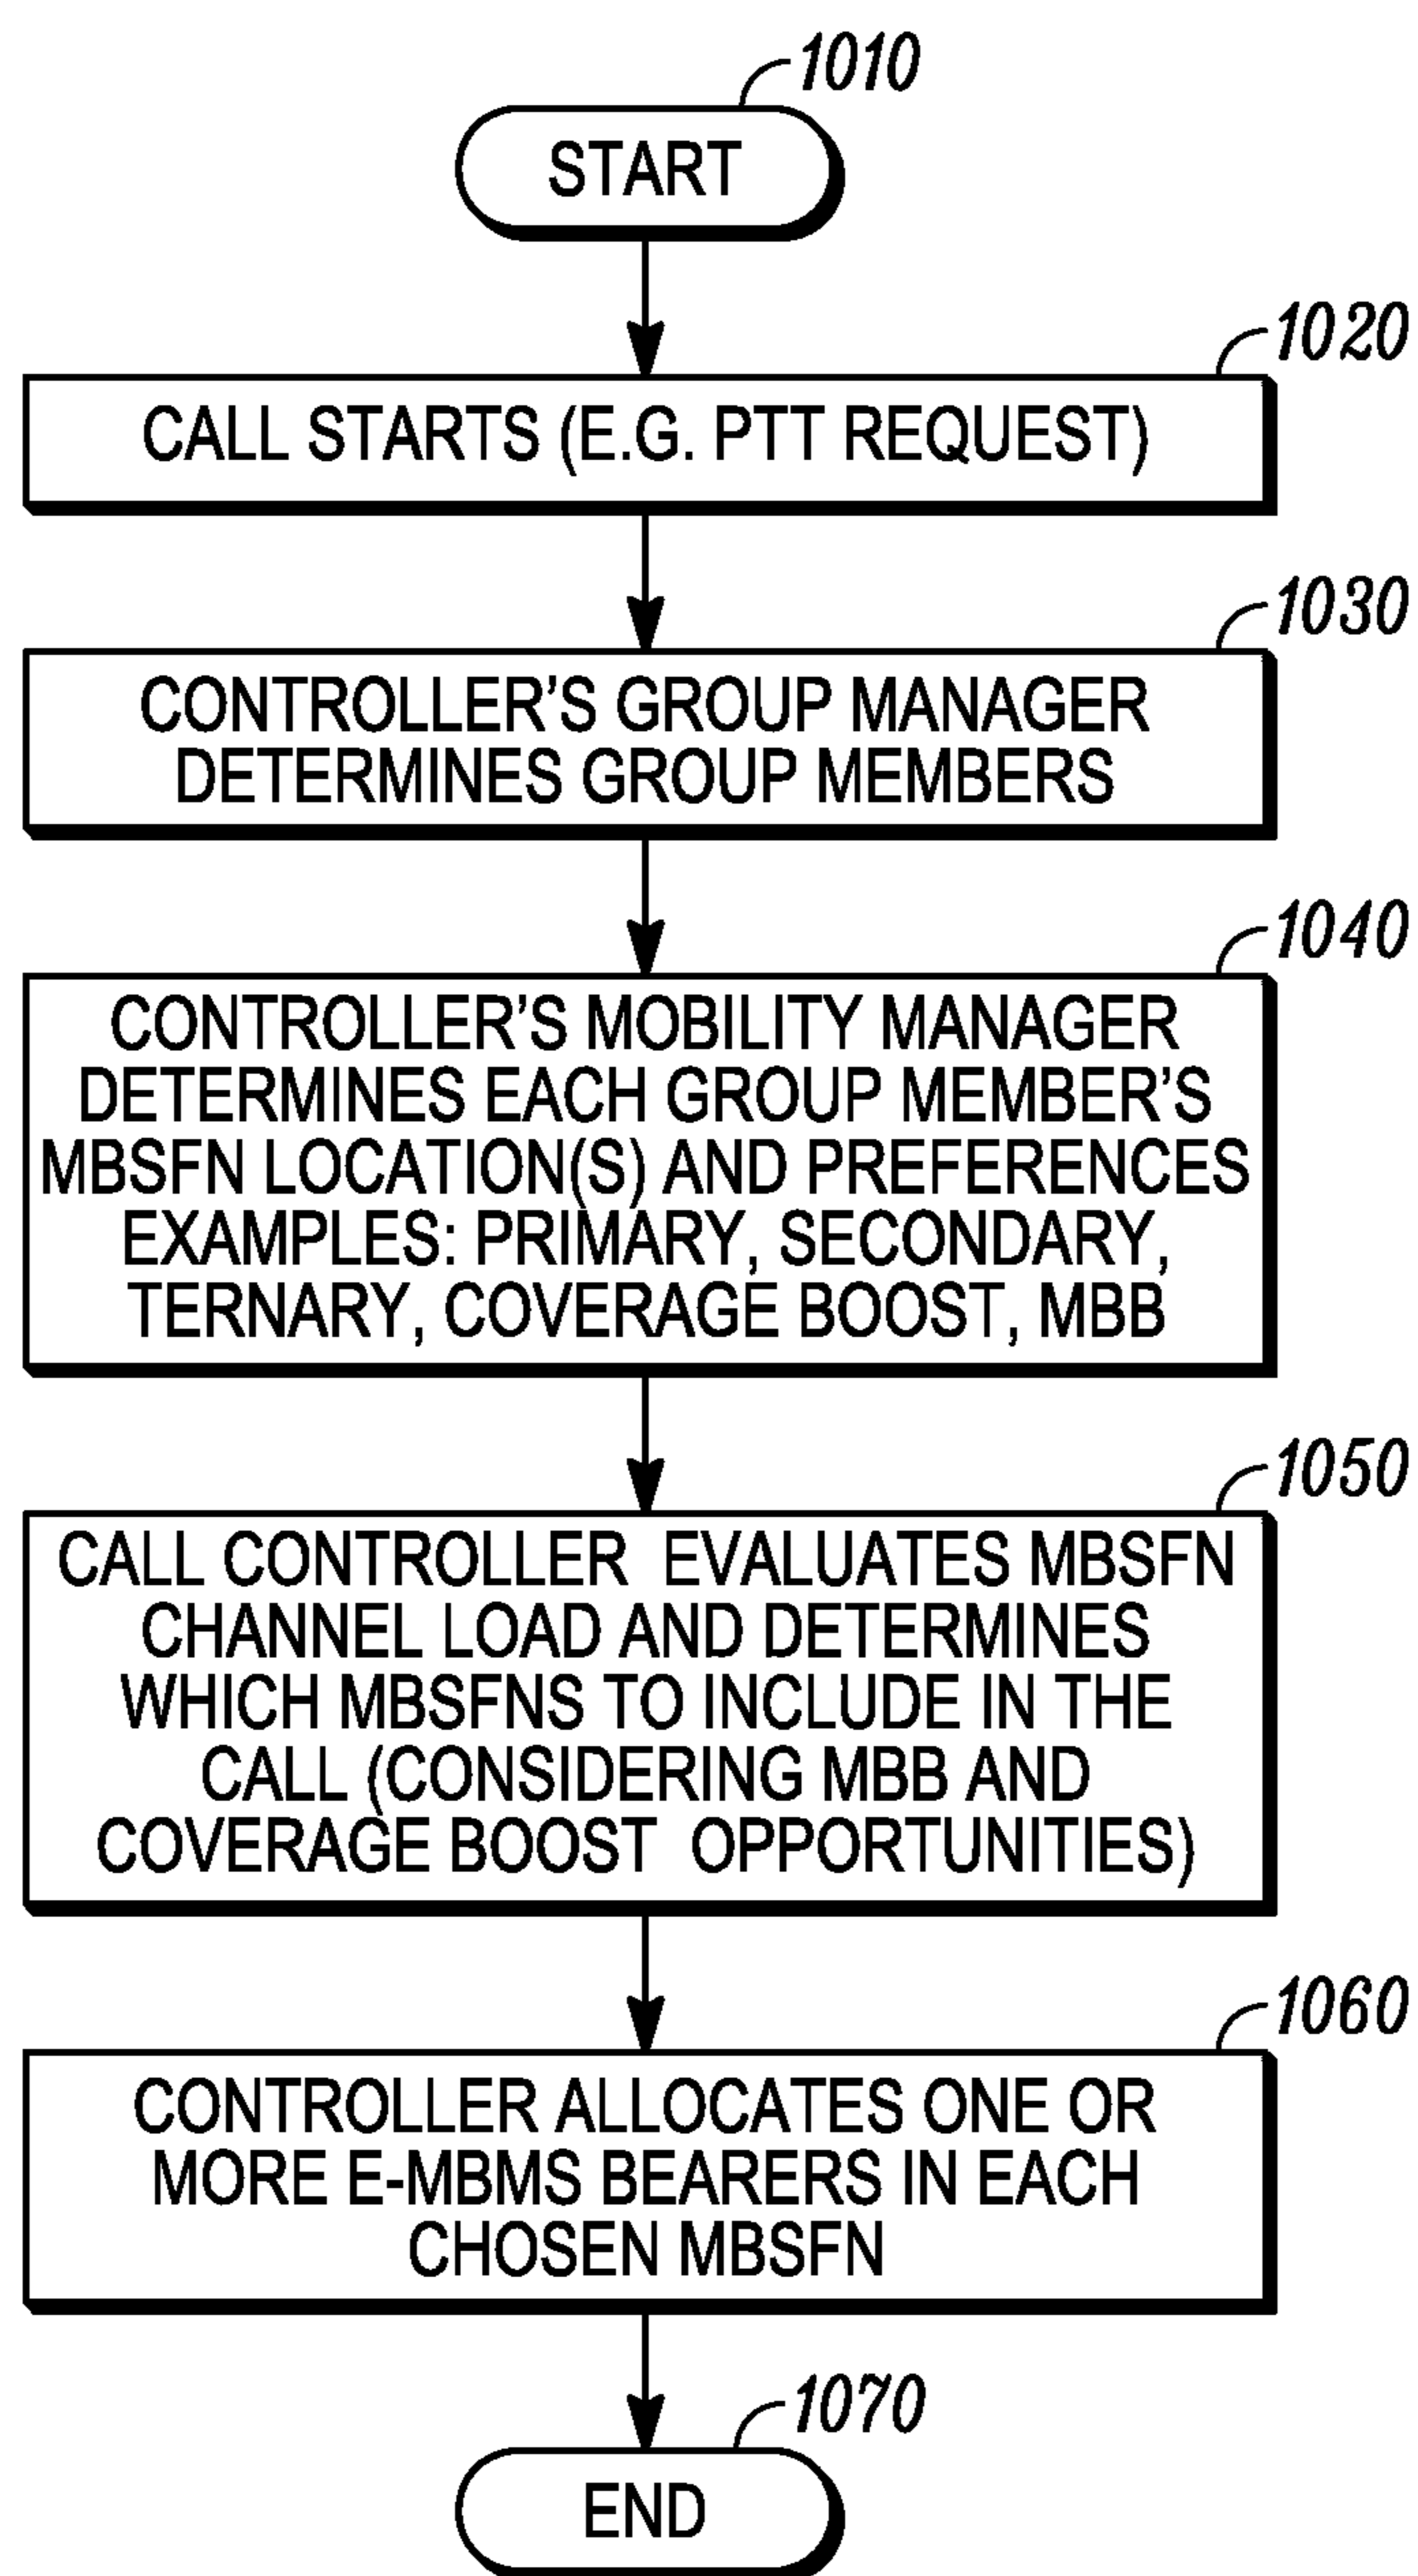 1010
START
1020
CALL STARTS (E.G. PTT REQUEST)
1030
CONTROLLER'S GROUP MANAGER
DETERMINES GROUP MEMBERS
1040
CONTROLLER'S MOBILITY MANAGER
DETERMINES EACH GROUP MEMBER'S
MBSFN LOCATION(S) AND PREFERENCES
EXAMPLES: PRIMARY, SECONDARY,
TERNARY, COVERAGE BOOST, MBB
1050
CALL CONTROLLER EVALUATES MBSFN
CHANNEL LOAD AND DETERMINES
WHICH MBSFNS TO INCLUDE IN THE
CALL (CONSIDERING MBB AND
COVERAGE BOOST OPPORTUNITIES)
1060
CONTROLLER ALLOCATES ONE OR
MORE E-MBMS BEARERS IN EACH
CHOSEN MBSFN
1070
END